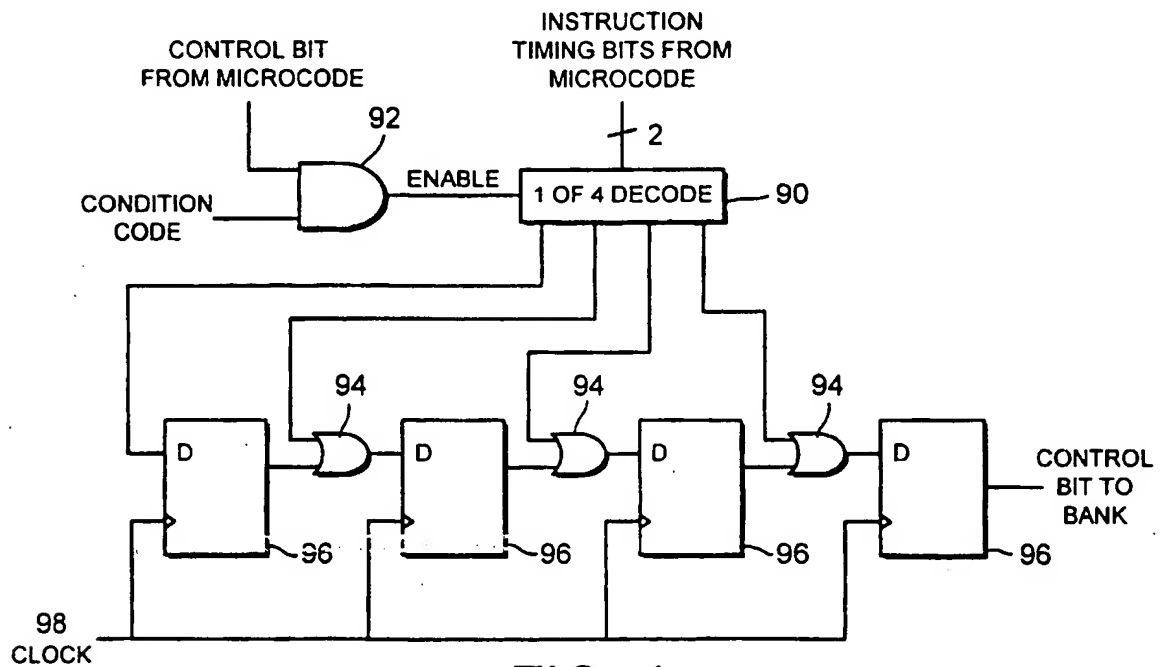 INSTRUCTION
TIMING BITS FROM
MICROCODE
CONTROL BIT
FROM MICROCODE
92
2
ENABLE
1 OF 4 DECODE
90
CONDITION
CODE
94
94
94
D
D
D
D
CONTROL
BIT TO
BANK
96
96
96
96
98
CLOCK